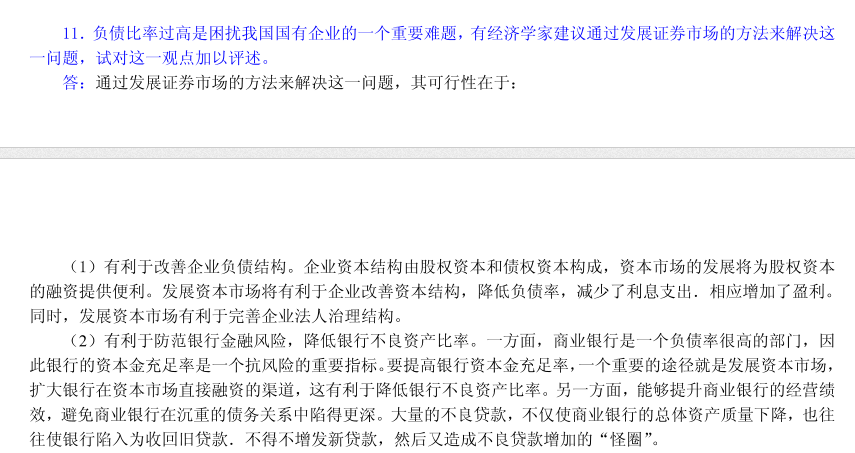 11．负债比率过高是困扰我国国有企业的一个重要难题，有经济学家建议通过发展证券市场的方法来解决这
一问题，试对这一观点加以评述。
答：通过发展证券市场的方法来解决这一问题，其可行性在于：
（1）有利于改善企业负债结构。企业资本结构由股权资本和债权资本构成，资本市场的发展将为股权资本
的融资提供便利。发展资本市场将有利于企业改善资本结构，降低负债率，减少了利息支出．相应增加了盈利。
同时，发展资本市场有利于完善企业法人治理结构。
（2）有利于防范银行金融风险，降低银行不良资产比率。一方面，商业银行是一个负债率很高的部门，因
此银行的资本金充足率是一个抗风险的重要指标。要提高银行资本金充足率，一个重要的途径就是发展资本市场，
扩大银行在资本市场直接融资的渠道，这有利于降低银行不良资产比率。另一方面，能够提升商业银行的经营绩
效，避免商业银行在沉重的债务关系中陷得更深。大量的不良贷款，不仅使商业银行的总体资产质量下降，也往
往使银行陷入为收回旧贷款．不得不增发新贷款，然后又造成不良贷款增加的“怪圈”。